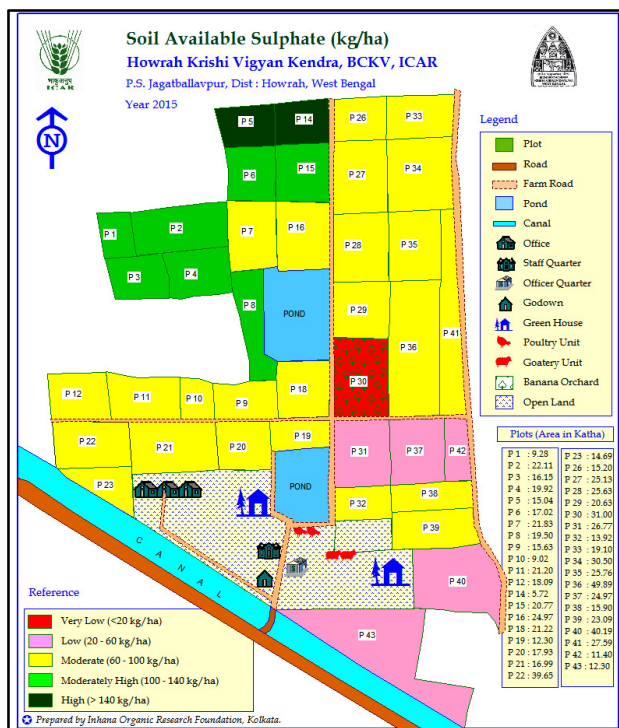 Soil Available Sulphate (kg/ha)
Howrah Krishi Vigyan Kendra, BCKV, ICAR
P.S. Jagatballavpur, Dist : Howrah, West Bengal
Year 2015
ICAR
N
P 5
P 14
P 26
P 33
P 6
P 15
P 27
P 34
P 1
P 2
P 7
P 16
P 3
P 4
P 28
P 35
P 8
POND
P 29
P 41
P 36
P 30
P 12
P 11
P 10
P 9
P 18
P 22
P 21
P 20
P 19
P 31
P 37
P 42
P 23
POND
P 32
P 38
P 39
P 40
P 43
CANAL
Legend
Plot
Road
Farm Road
Pond
Canal
Office
Staff Quarter
Officer Quarter
Godown
Green House
Poultry Unit
Goatery Unit
Banana Orchard
Open Land
Plots (Area in Katha)
P 1 : 9.28
P 2 : 22.11
P 3 : 16.15
P 4 : 19.92
P 5 : 15.04
P 6 : 17.02
P 7 : 21.83
P 8 : 19.50
P 9 : 15.63
P 10 : 9.02
P 11 : 21.20
P 12 : 18.09
P 14 : 5.72
P 15 : 20.77
P 16 : 24.97
P 18 : 21.22
P 19 : 12.30
P 20 : 17.93
P 21 : 16.99
P 22 : 39.65
P 23 : 14.69
P 26 : 15.20
P 27 : 25.13
P 28 : 25.63
P 29 : 20.63
P 30 : 31.00
P 31 : 26.77
P 32 : 13.92
P 33 : 19.10
P 34 : 30.50
P 35 : 25.76
P 36 : 49.89
P 37 : 24.97
P 38 : 15.90
P 39 : 23.09
P 40 : 40.19
P 41 : 27.59
P 42 : 11.40
P 43 : 12.30
Reference
Very Low (<20 kg/ha)
Low (20 - 60 kg/ha)
Moderate (60 - 100 kg/ha)
Moderately High (100 - 140 kg/ha)
High (> 140 kg/ha)
Prepared by Inhana Organic Research Foundation, Kolkata.